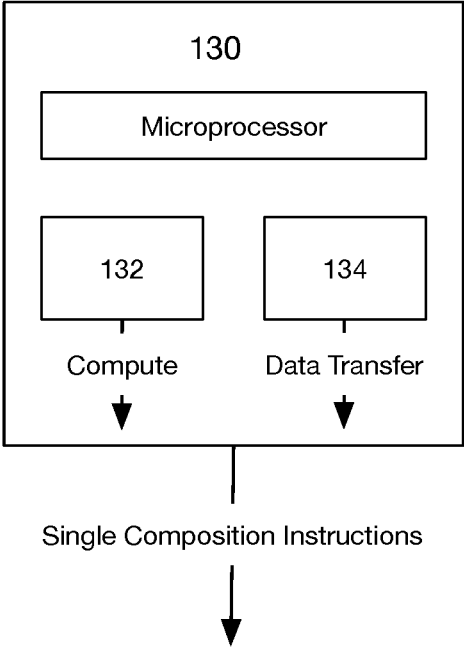 130
Microprocessor
132
134
Compute
Data Transfer
Single Composition Instructions